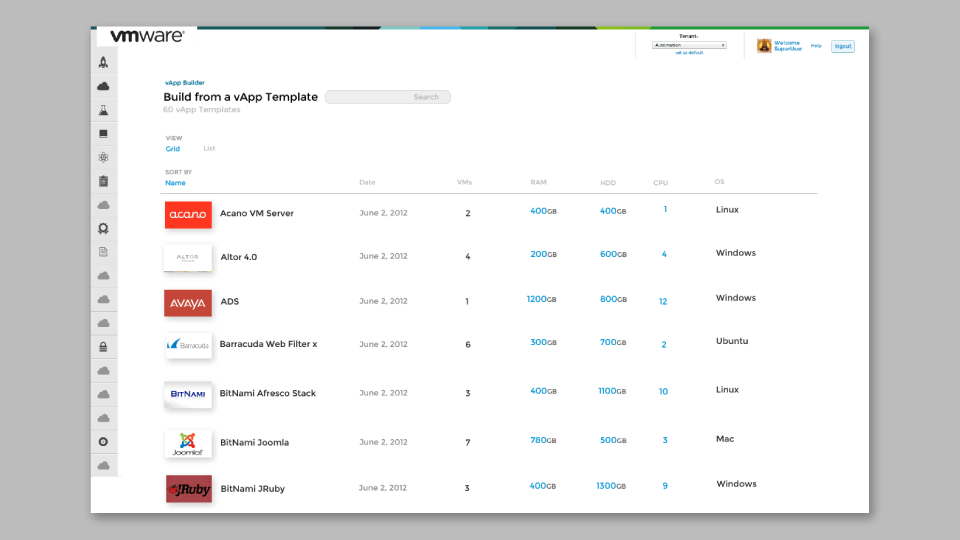 vmware
Tenant:
Automation
set as default
Welcome
SuperUser
Help
logout
vApp Builder
Build from a vApp Template
Search
60 vApp Templates
VIEW
Grid List
SORT BY
Name Date VMs RAM HDD CPU OS
acano Acano VM Server June 2, 2012 2 400GB 400GB 1 Linux
ALTOR Altor 4.0 June 2, 2012 4 200GB 600GB 4 Windows
AVAYA ADS June 2, 2012 1 1200GB 800GB 12 Windows
Barracuda Barracuda Web Filter x June 2, 2012 6 300GB 700GB 2 Ubuntu
BITNAMI BitNami Afresco Stack June 2, 2012 3 400GB 1100GB 10 Linux
Joomla! BitNami Joomla June 2, 2012 7 780GB 500GB 3 Mac
JRuby BitNami JRuby June 2, 2012 3 400GB 1300GB 9 Windows